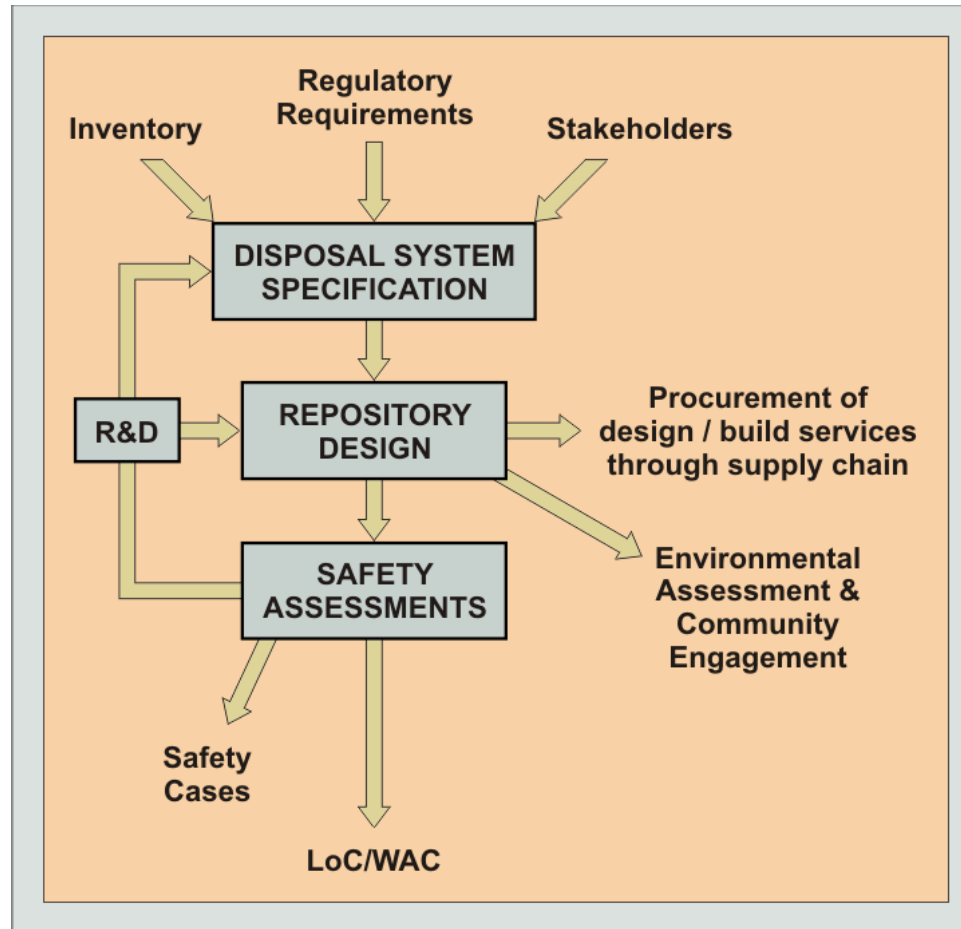 Regulatory
Requirements
Inventory
Stakeholders
DISPOSAL SYSTEM
SPECIFICATION
R&D
REPOSITORY
DESIGN
Procurement of
design / build services
through supply chain
SAFETY
ASSESSMENTS
Environmental
Assessment &
Community
Engagement
Safety
Cases
LoC/WAC